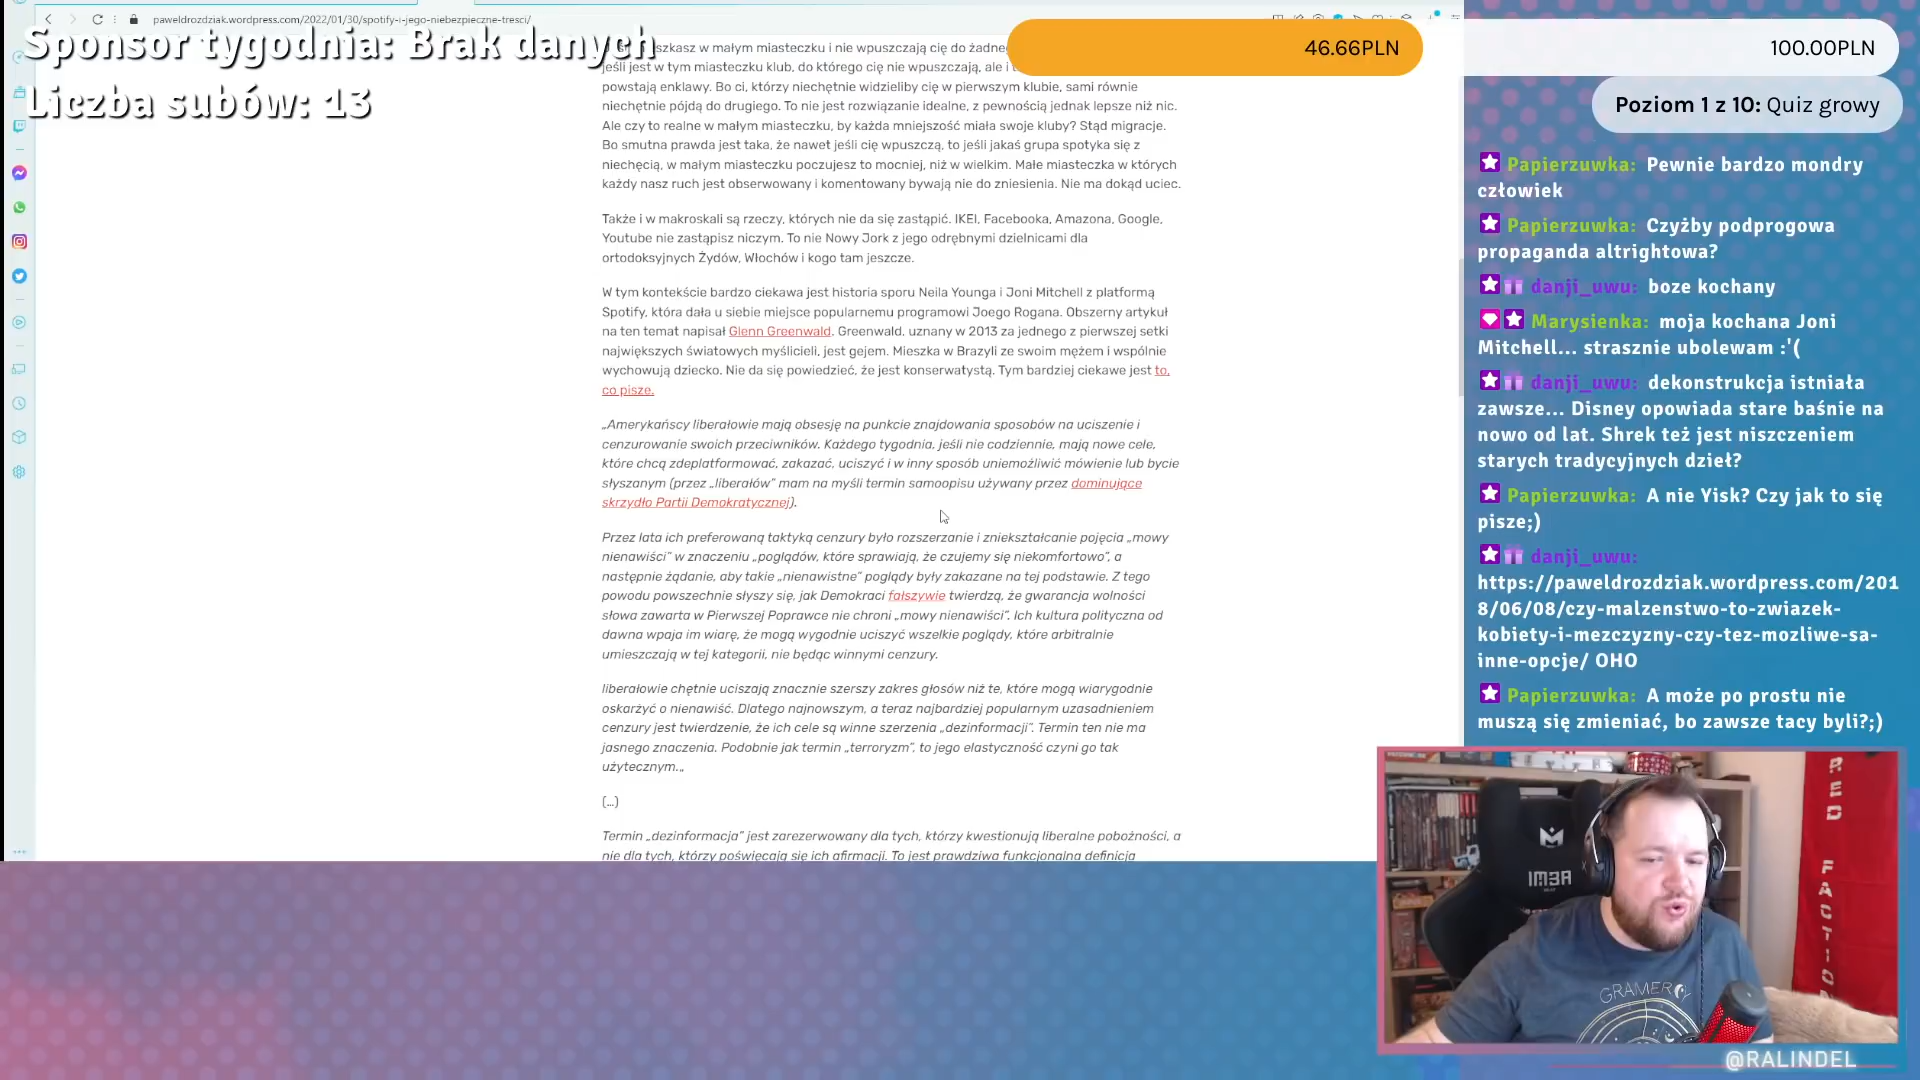 paweldrozdziak.wordpress.com/2022/01/30/spotify-i-jego-niebezpieczne-tresci/
Sponsor tygodnia: Brak danych
Liczba subów: 13
46.66PLN
100.00PLN
Poziom 1 z 10: Quiz growy
szkasz w małym miasteczku i nie wpuszczają cię do żadne
jeśli jest w tym miasteczku klub, do którego cię nie wpuszczają, ale i
powstają enklawy. Bo ci, którzy niechętnie widzieliby cię w pierwszym klubie, sami równie
niechętnie pójdą do drugiego. To nie jest rozwiązanie idealne, z pewnością jednak lepsze niż nic.
Ale czy to realne w małym miasteczku, by każda mniejszość miała swoje kluby? Stąd migracje.
Bo smutna prawda jest taka, że nawet jeśli cię wpuszczą, to jeśli jakaś grupa spotyka się z
niechęcią, w małym miasteczku poczujesz to mocniej, niż w wielkim. Małe miasteczka w których
każdy nasz ruch jest obserwowany i komentowany bywają nie do zniesienia. Nie ma dokąd uciec.
Także i w makroskali są rzeczy, których nie da się zastąpić. IKEI, Facebooka, Amazona, Google,
Youtube nie zastąpisz niczym. To nie Nowy Jork z jego odrębnymi dzielnicami dla
ortodoksyjnych Żydów, Włochów i kogo tam jeszcze.
W tym kontekście bardzo ciekawa jest historia sporu Neila Younga i Joni Mitchell z platformą
Spotify, która dała u siebie miejsce popularnemu programowi Joego Rogana. Obszerny artykuł
na ten temat napisał Glenn Greenwald. Greenwald, uznany w 2013 za jednego z pierwszej setki
największych światowych myślicieli, jest gejem. Mieszka w Brazyli ze swoim mężem i wspólnie
wychowują dziecko. Nie da się powiedzieć, że jest konserwatystą. Tym bardziej ciekawe jest to,
co pisze.
„Amerykańscy liberałowie mają obsesję na punkcie znajdowania sposobów na uciszenie i
cenzurowanie swoich przeciwników. Każdego tygodnia, jeśli nie codziennie, mają nowe cele,
które chcą zdeplatformować, zakazać, uciszyć i w inny sposób uniemożliwić mówienie lub bycie
słyszanym (przez „liberałów” mam na myśli termin samoopisu używany przez dominujące
skrzydło Partii Demokratycznej).
Przez lata ich preferowaną taktyką cenzury było rozszerzanie i zniekształcanie pojęcia „mowy
nienawiści” w znaczeniu „poglądów, które sprawiają, że czujemy się niekomfortowo”, a
następnie żądanie, aby takie „nienawistne” poglądy były zakazane na tej podstawie. Z tego
powodu powszechnie słyszy się, jak Demokraci fałszywie twierdzą, że gwarancja wolności
słowa zawarta w Pierwszej Poprawce nie chroni „mowy nienawiści”. Ich kultura polityczna od
dawna wpaja im wiarę, że mogą wygodnie uciszyć wszelkie poglądy, które arbitralnie
umieszczają w tej kategorii, nie będąc winnymi cenzury.
liberałowie chętnie uciszają znacznie szerszy zakres głosów niż te, które mogą wiarygodnie
oskarżyć o nienawiść. Dlatego najnowszym, a teraz najbardziej popularnym uzasadnieniem
cenzury jest twierdzenie, że ich cele są winne szerzenia „dezinformacji”. Termin ten nie ma
jasnego znaczenia. Podobnie jak termin „terroryzm”, to jego elastyczność czyni go tak
użytecznym.„
(…)
Termin „dezinformacja” jest zarezerwowany dla tych, którzy kwestionują liberalne pobożności, a
nie dla tych, którzy poświęcają się ich afirmacji. To jest prawdziwa funkcjonalna definicja
Papierzuwka: Pewnie bardzo mondry
człowiek
Papierzuwka: Czyżby podprogowa
propaganda altrightowa?
danji_uwu: boze kochany
Marysienka: moja kochana Joni
Mitchell... strasznie ubolewam :'(
danji_uwu: dekonstrukcja istniała
zawsze... Disney opowiada stare baśnie na
nowo od lat. Shrek też jest niszczeniem
starych tradycyjnych dzieł?
Papierzuwka: A nie Yisk? Czy jak to się
pisze;)
danji_uwu:
https://paweldrozdziak.wordpress.com/201
8/06/08/czy-malzenstwo-to-zwiazek-
kobiety-i-mezczyzny-czy-tez-mozliwe-sa-
inne-opcje/ OHO
Papierzuwka: A może po prostu nie
muszą się zmieniać, bo zawsze tacy byli?;)
IMBA
RED
FACTION
GRAMERCY
@RALINDEL